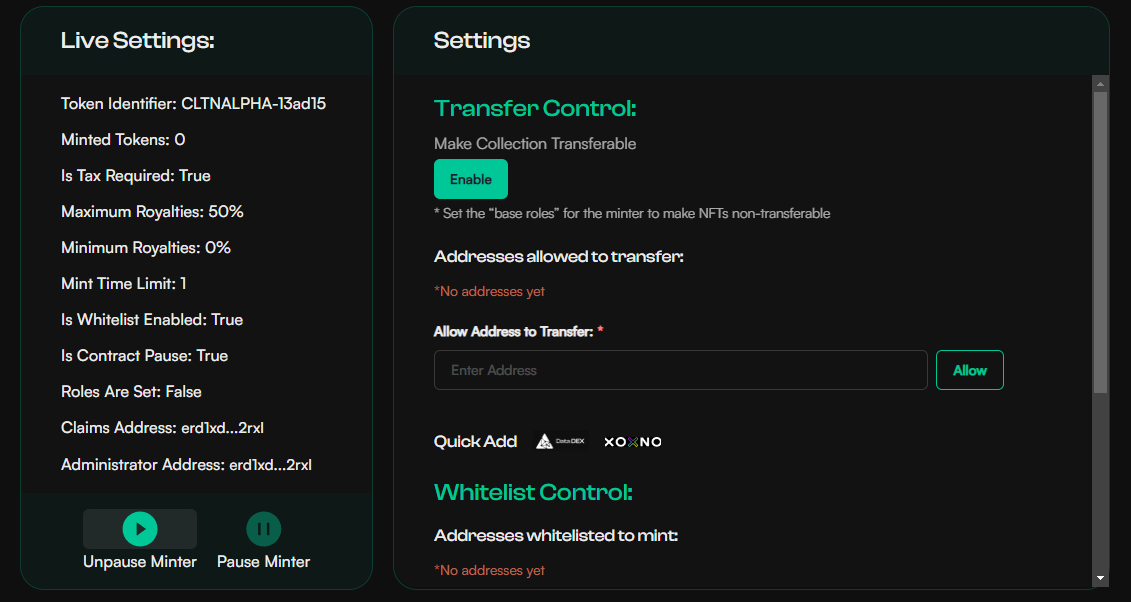 Live Settings:
Token Identifier: CLTNALPHA-13ad15
Minted Tokens: 0
Is Tax Required: True
Maximum Royalties: 50%
Minimum Royalties: 0%
Mint Time Limit: 1
Is Whitelist Enabled: True
Is Contract Pause: True
Roles Are Set: False
Claims Address: erd1xd...2rxl
Administrator Address: erd1xd...2rxl
Unpause Minter
Pause Minter
Settings
Transfer Control:
Make Collection Transferable
Enable
* Set the “base roles” for the minter to make NFTs non-transferable
Addresses allowed to transfer:
*No addresses yet
Allow Address to Transfer: *
Enter Address
Allow
Quick Add
DataDEX
XOXNO
Whitelist Control:
Addresses whitelisted to mint:
*No addresses yet